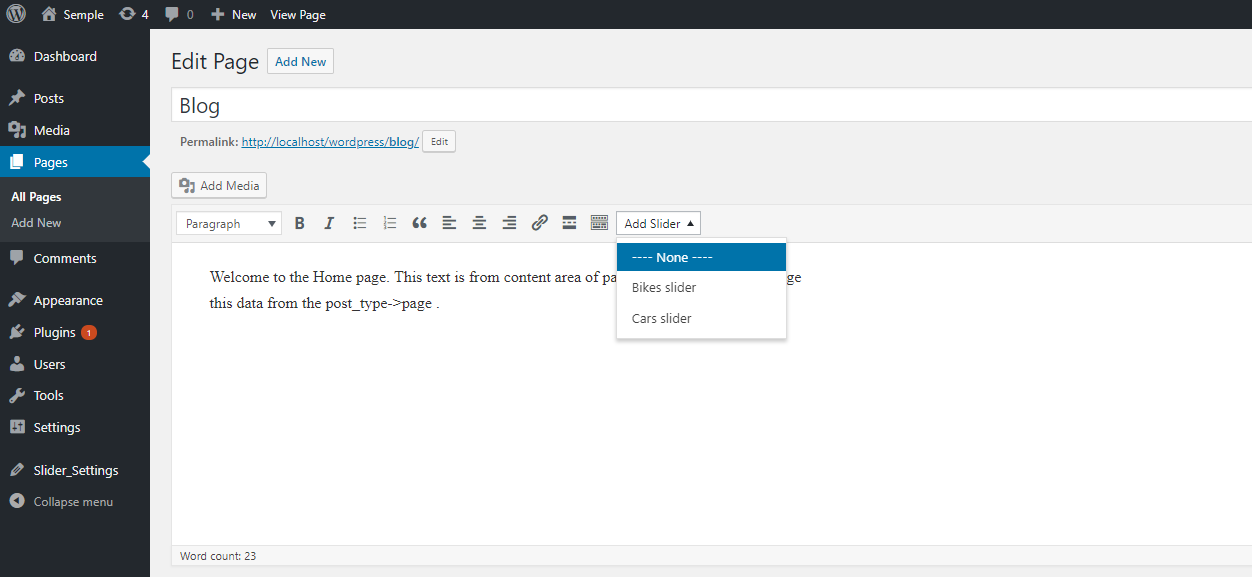 Semple 4 0 New View Page
Dashboard
Posts
Media
Pages
All Pages
Add New
Comments
Appearance
Plugins 1
Users
Tools
Settings
Slider_Settings
Collapse menu
Edit Page Add New
Blog
Permalink: http://localhost/wordpress/blog/ Edit
Add Media
Paragraph B I Add Slider
---- None ----
Bikes slider
Cars slider
Welcome to the Home page. This text is from content area of
this data from the post_type->page .
Word count: 23